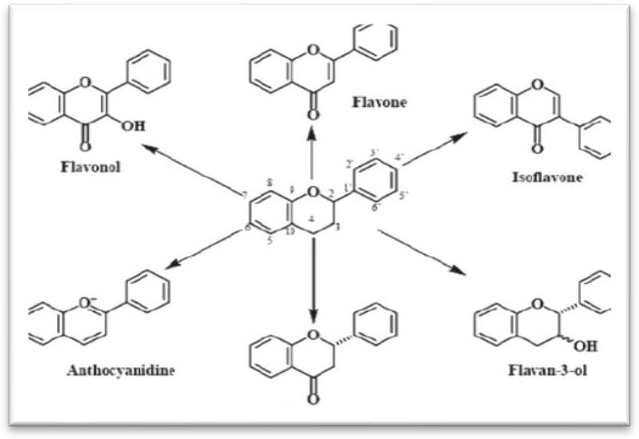 O
OH
O
Flavonol
O
O
Flavone
O
O
Isoflavone
O
2
3
4
5
6
7
8
9
10
1'
2'
3'
4'
5'
6'
O
Anthocyanidine
O
O
O
OH
Flavan-3-ol